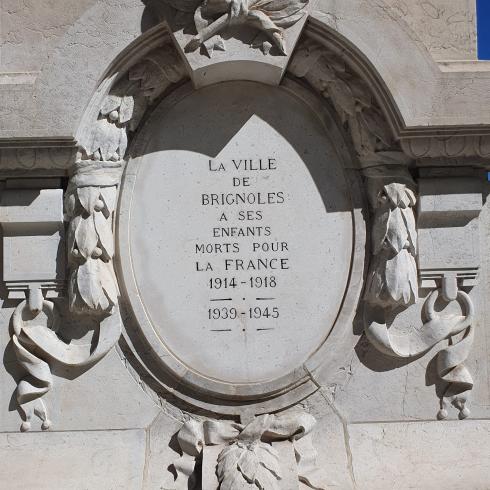 LA VILLE
DE
BRIGNOLES
A SES
ENFANTS
MORTS POUR
LA FRANCE
1914-1918
1939-1945